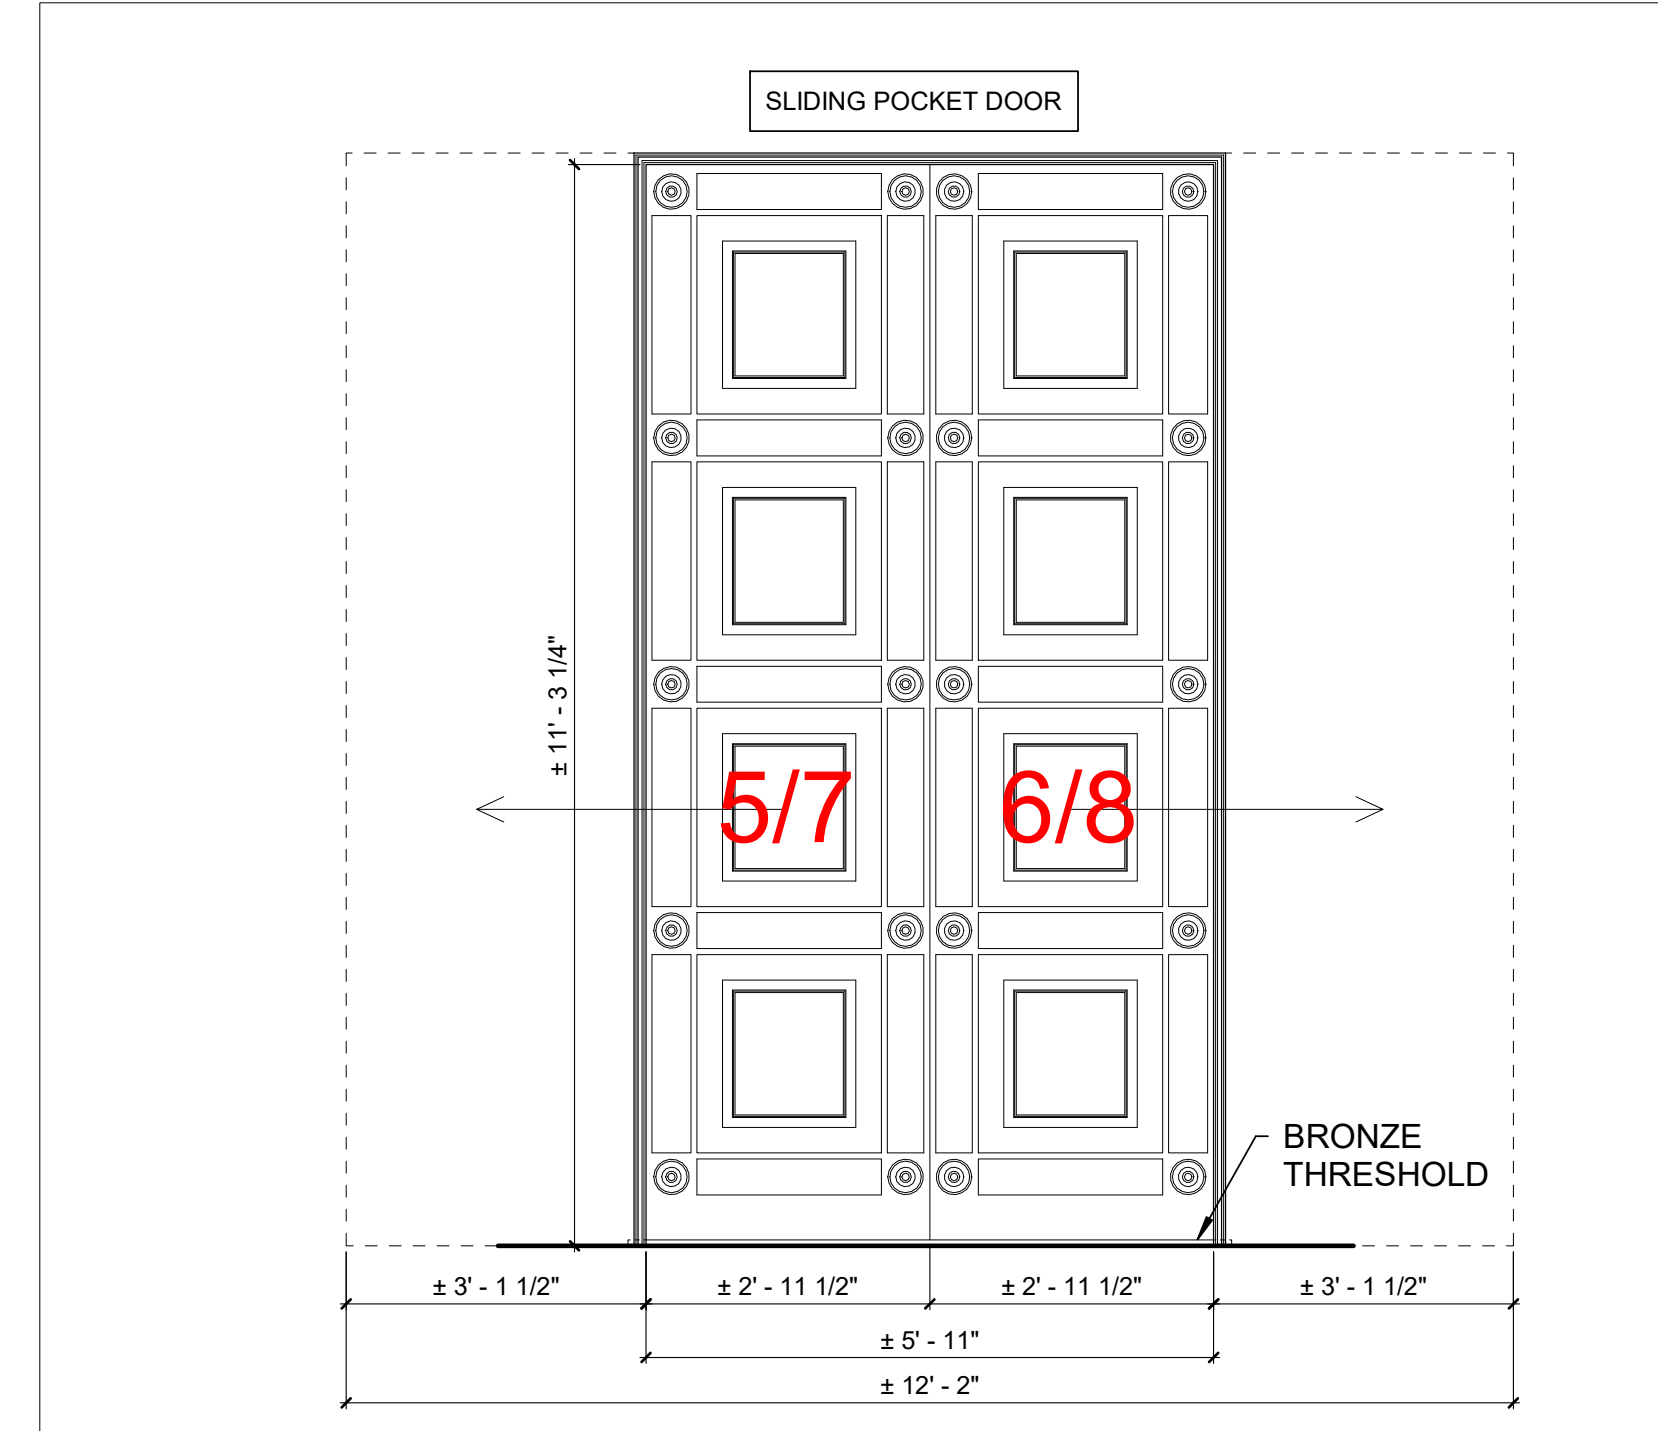 SLIDING POCKET DOOR
± 11' - 3 1/4"
5/7 6/8
BRONZE
THRESHOLD
± 3' - 1 1/2" ± 2' - 11 1/2" ± 2' - 11 1/2" ± 3' - 1 1/2"
± 5' - 11"
± 12' - 2"